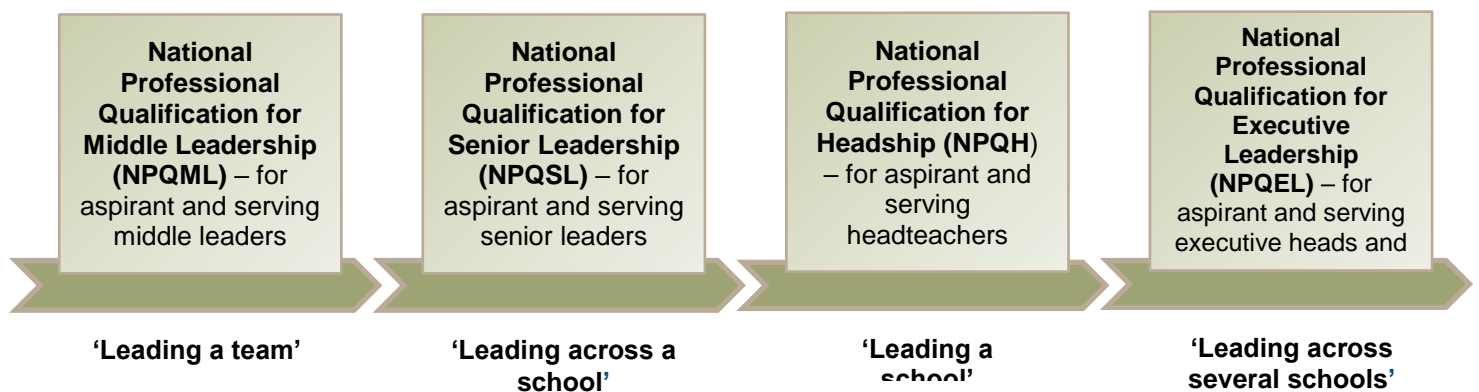 National
Professional
Qualification for
Middle Leadership
(NPQML) – for
aspirant and serving
middle leaders
National
Professional
Qualification for
Senior Leadership
(NPQSL) – for
aspirant and serving
senior leaders
National
Professional
Qualification for
Headship (NPQH)
– for aspirant and
serving
headteachers
National
Professional
Qualification for
Executive
Leadership
(NPQEL) – for
aspirant and serving
executive heads and
‘Leading a team’
‘Leading across a
school’
‘Leading a
school’
‘Leading across
several schools’